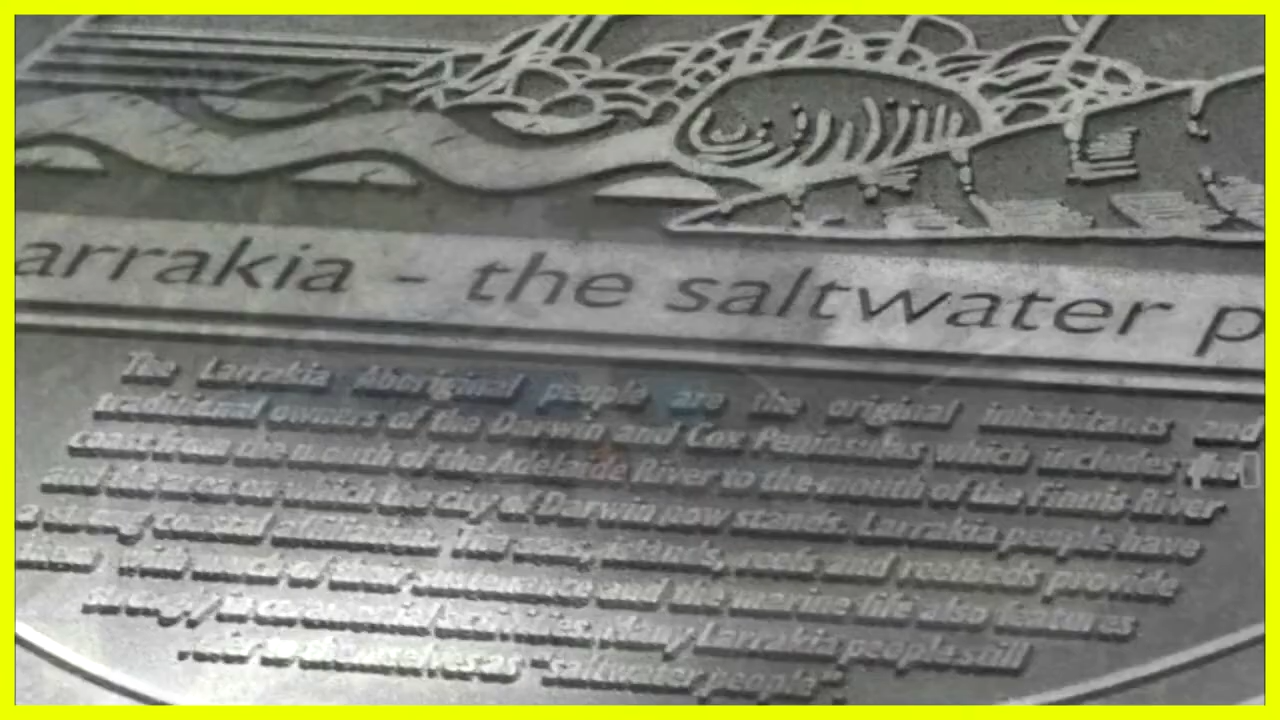 arrakia - the saltwater p
The Larrakia Aboriginal people are the original inhabitants and
traditional owners of the Darwin and Cox Peninsulas which includes the
coast from the mouth of the Adelaide River to the mouth of the Finnis River
and the area on which the city of Darwin now stands. Larrakia people have
a strong coastal affiliation. The sea, islands, reefs and reefbeds provide
them with much of their sustenance and the marine life also features
strongly in ceremonial activities. Many Larrakia people still
refer to themselves as "saltwater people".